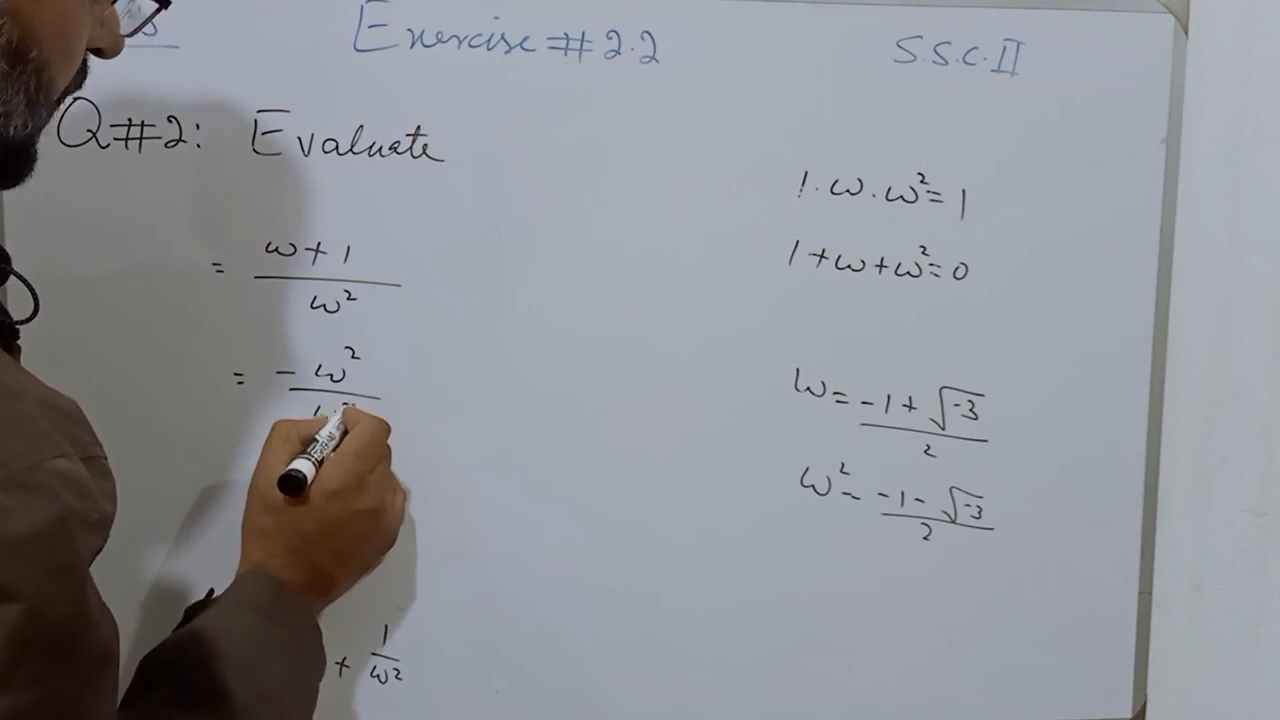 Exercise # 2.2
S.S.C. II
Q#2: Evaluate
1.ω.ω²=1
1+ω+ω²=0
= ω+1
ω²
= -ω²
ω = -1+√-3
2
ω² = -1-√-3
2
+ 1
ω²